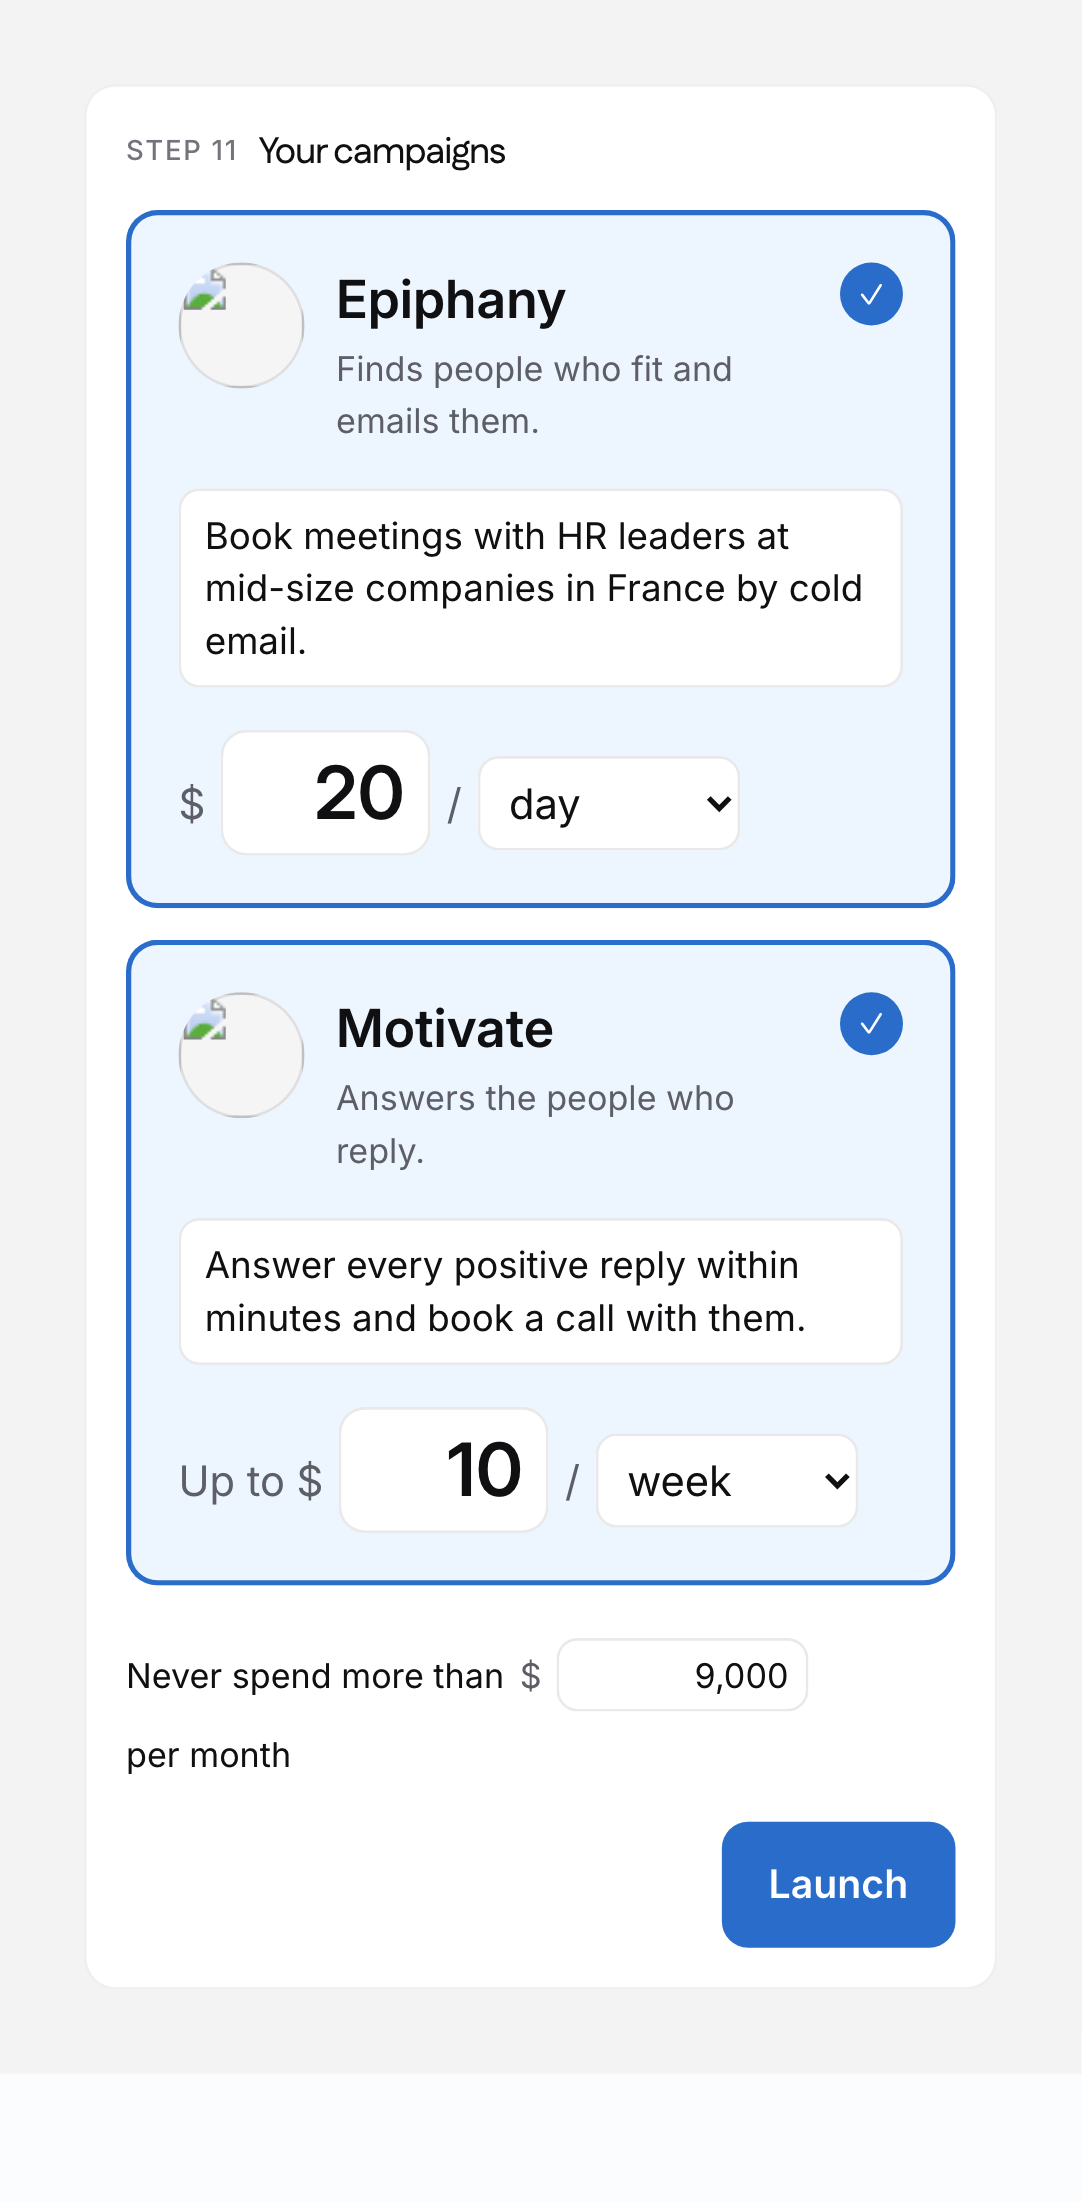 STEP 11 Your campaigns
Epiphany
Finds people who fit and
emails them.
Book meetings with HR leaders at
mid-size companies in France by cold
email.
$ 20 / day
Motivate
Answers the people who
reply.
Answer every positive reply within
minutes and book a call with them.
Up to $ 10 / week
Never spend more than $ 9,000
per month
Launch